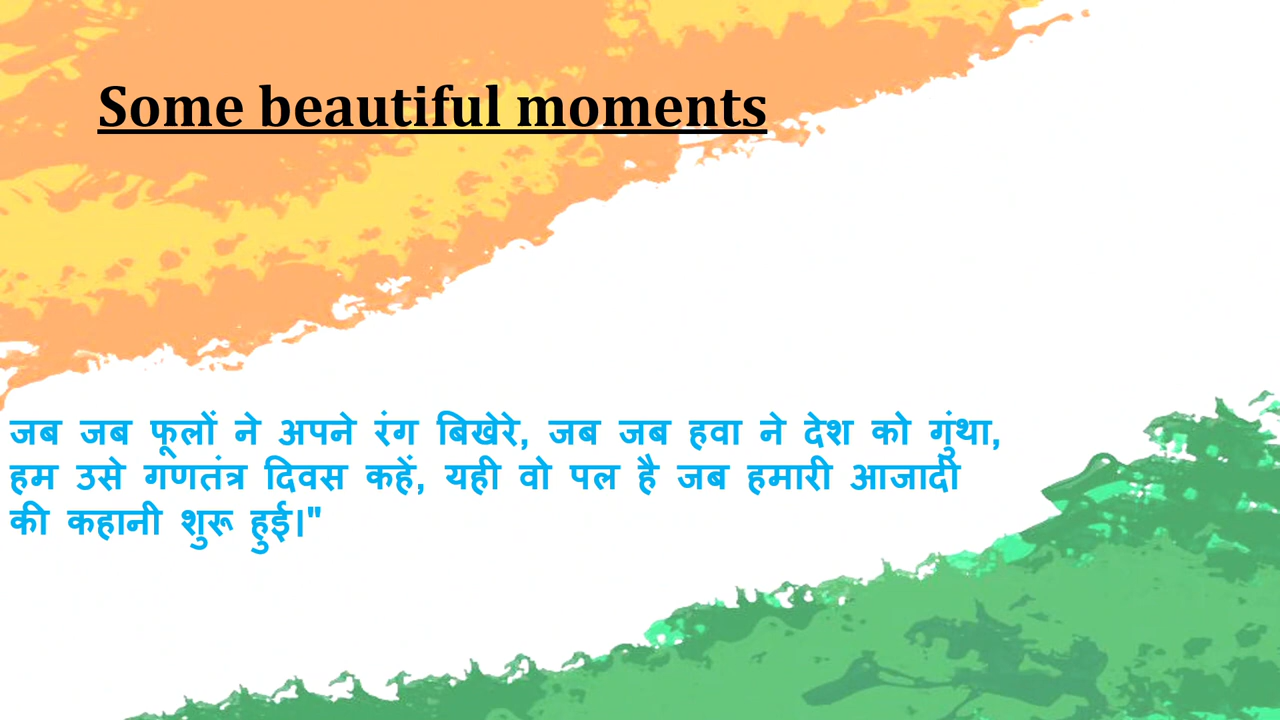 Some beautiful moments
जब जब फूलों ने अपने रंग बिखेरे, जब जब हवा ने देश को गुंथा,
हम उसे गणतंत्र दिवस कहें, यही वो पल है जब हमारी आजादी
की कहानी शुरू हुई।"